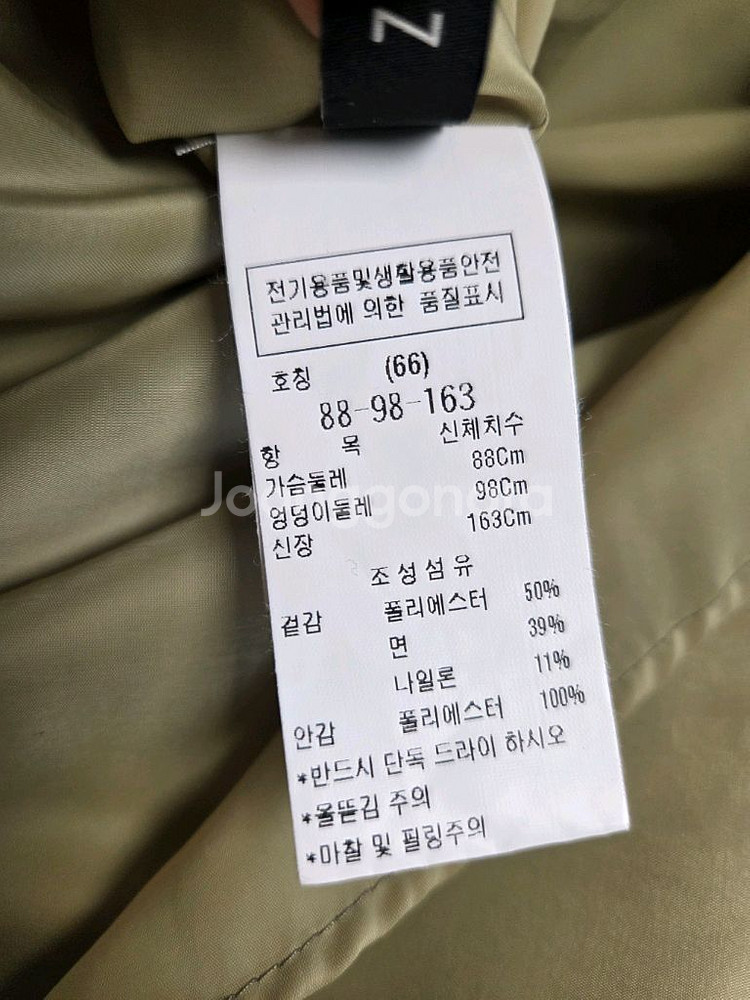 Z
전기용품및생활용품안전
관리법에 의한 품질표시
호칭 (66)
88-98-163
항 목 신체치수
가슴둘레 88Cm
엉덩이둘레 98Cm
신장 163Cm
조성섬유
겉감 폴리에스터 50%
면 39%
나일론 11%
안감 폴리에스터 100%
*반드시 단독 드라이 하시오
*올뜯김 주의
*마찰 및 필링주의
Joonggonara